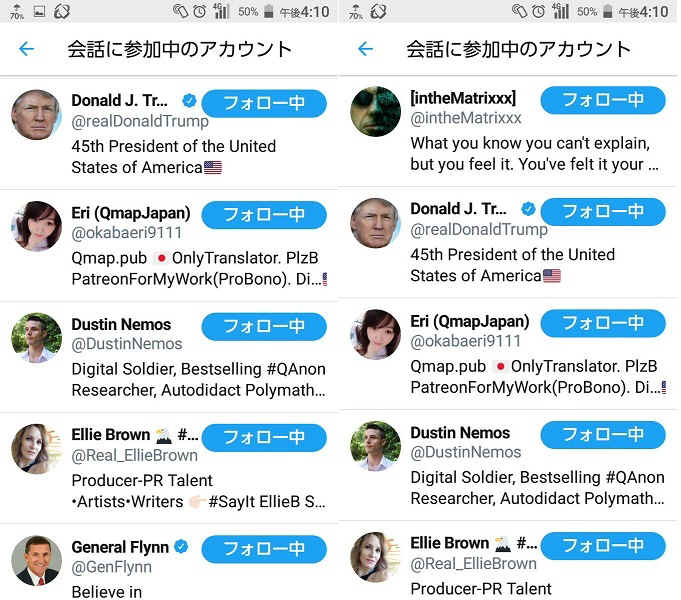 70%
4G
50%
午後4:10
会話に参加中のアカウント
Donald J. Tr...
フォロー中
@realDonaldTrump
45th President of the United
States of America
Eri (QmapJapan)
フォロー中
@okabaeri9111
Qmap.pub 🇯🇵 OnlyTranslator. PlzB
PatreonForMyWork(ProBono). Di...
Dustin Nemos
フォロー中
@DustinNemos
Digital Soldier, Bestselling #QAnon
Researcher, Autodidact Polymath...
Ellie Brown #...
フォロー中
@Real_EllieBrown
Producer-PR Talent
•Artists•Writers 👉🏻#SayIt EllieB S...
General Flynn
フォロー中
@GenFlynn
Believe in
70%
4G
50%
午後4:10
会話に参加中のアカウント
[intheMatrixxx]
フォロー中
@intheMatrixxx
What you know you can't explain,
but you feel it. You've felt it your ...
Donald J. Tr...
フォロー中
@realDonaldTrump
45th President of the United
States of America
Eri (QmapJapan)
フォロー中
@okabaeri9111
Qmap.pub 🇯🇵 OnlyTranslator. PlzB
PatreonForMyWork(ProBono). Di...
Dustin Nemos
フォロー中
@DustinNemos
Digital Soldier, Bestselling #QAnon
Researcher, Autodidact Polymath...
Ellie Brown #...
フォロー中
@Real_EllieBrown
Producer-PR Talent